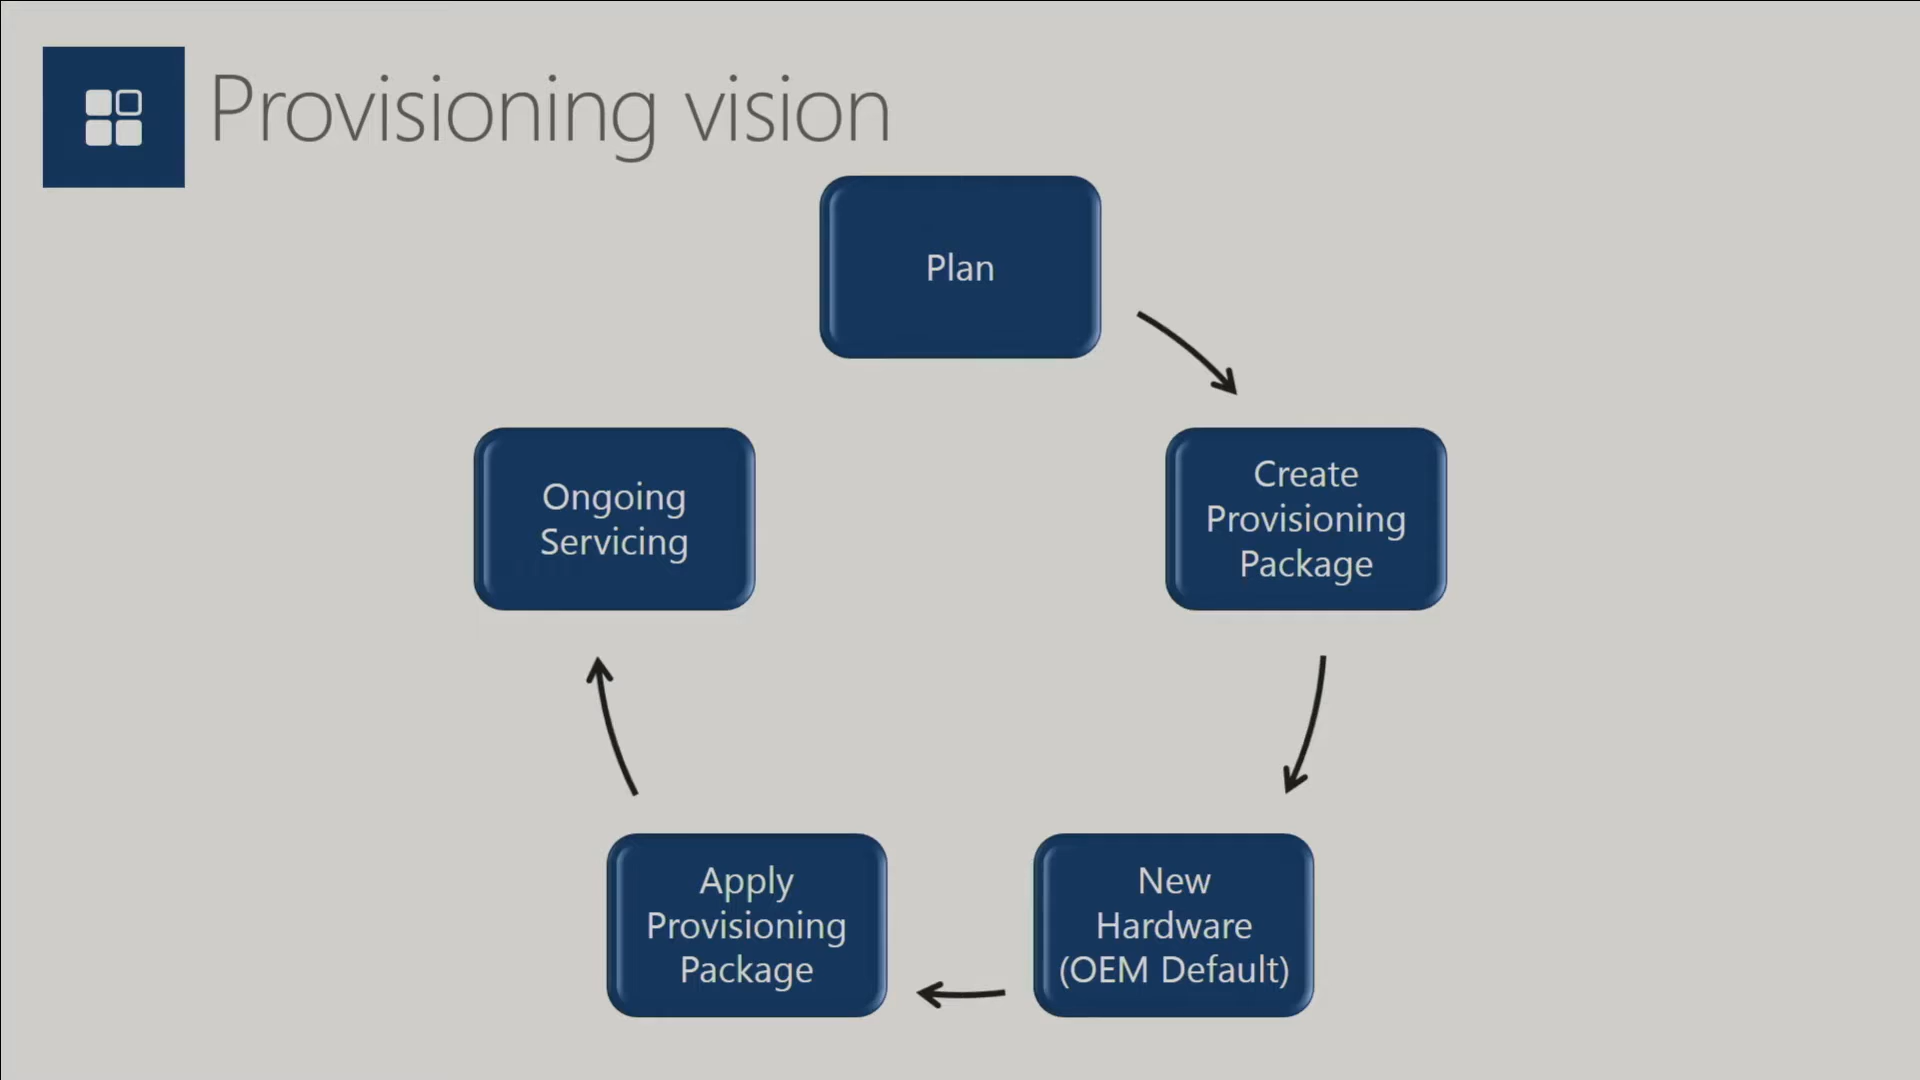 Provisioning vision
Plan
Create
Provisioning
Package
New
Hardware
(OEM Default)
Apply
Provisioning
Package
Ongoing
Servicing